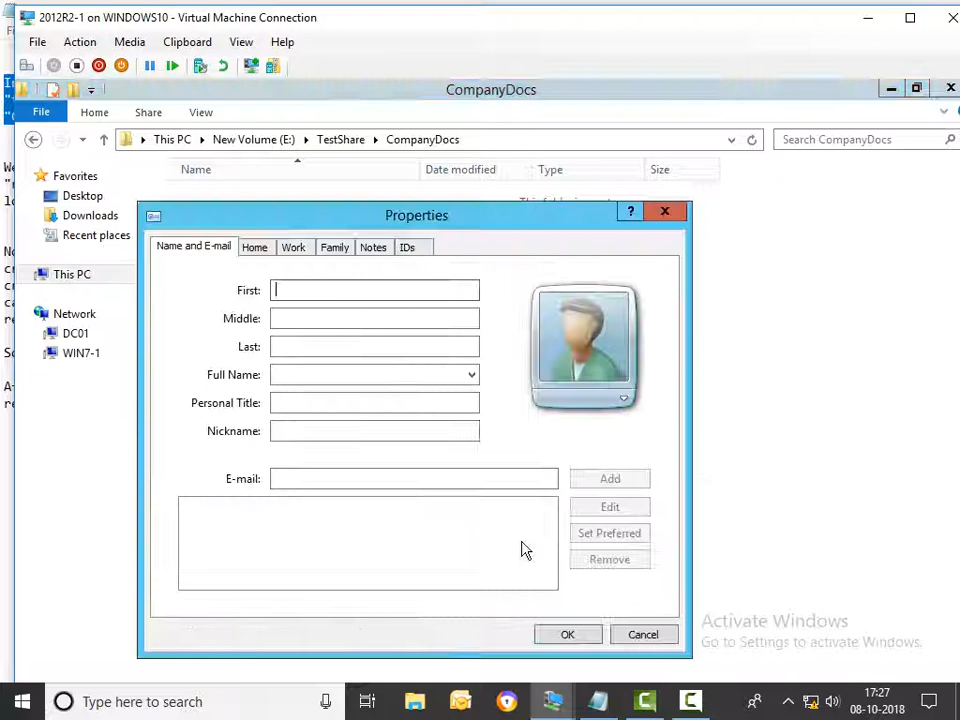 2012R2-1 on WINDOWS10 - Virtual Machine Connection
File Action Media Clipboard View Help
CompanyDocs
File Home Share View
This PC New Volume (E:) TestShare CompanyDocs
Search CompanyDocs
Name Date modified Type Size
Favorites
Desktop
Downloads
Recent places
This PC
Network
DC01
WIN7-1
Properties
?
Name and E-mail Home Work Family Notes IDs
First:
Middle:
Last:
Full Name:
Personal Title:
Nickname:
E-mail:
Add
Edit
Set Preferred
Remove
OK Cancel
Activate Windows
Go to Settings to activate Windows.
Type here to search
17:27
08-10-2018